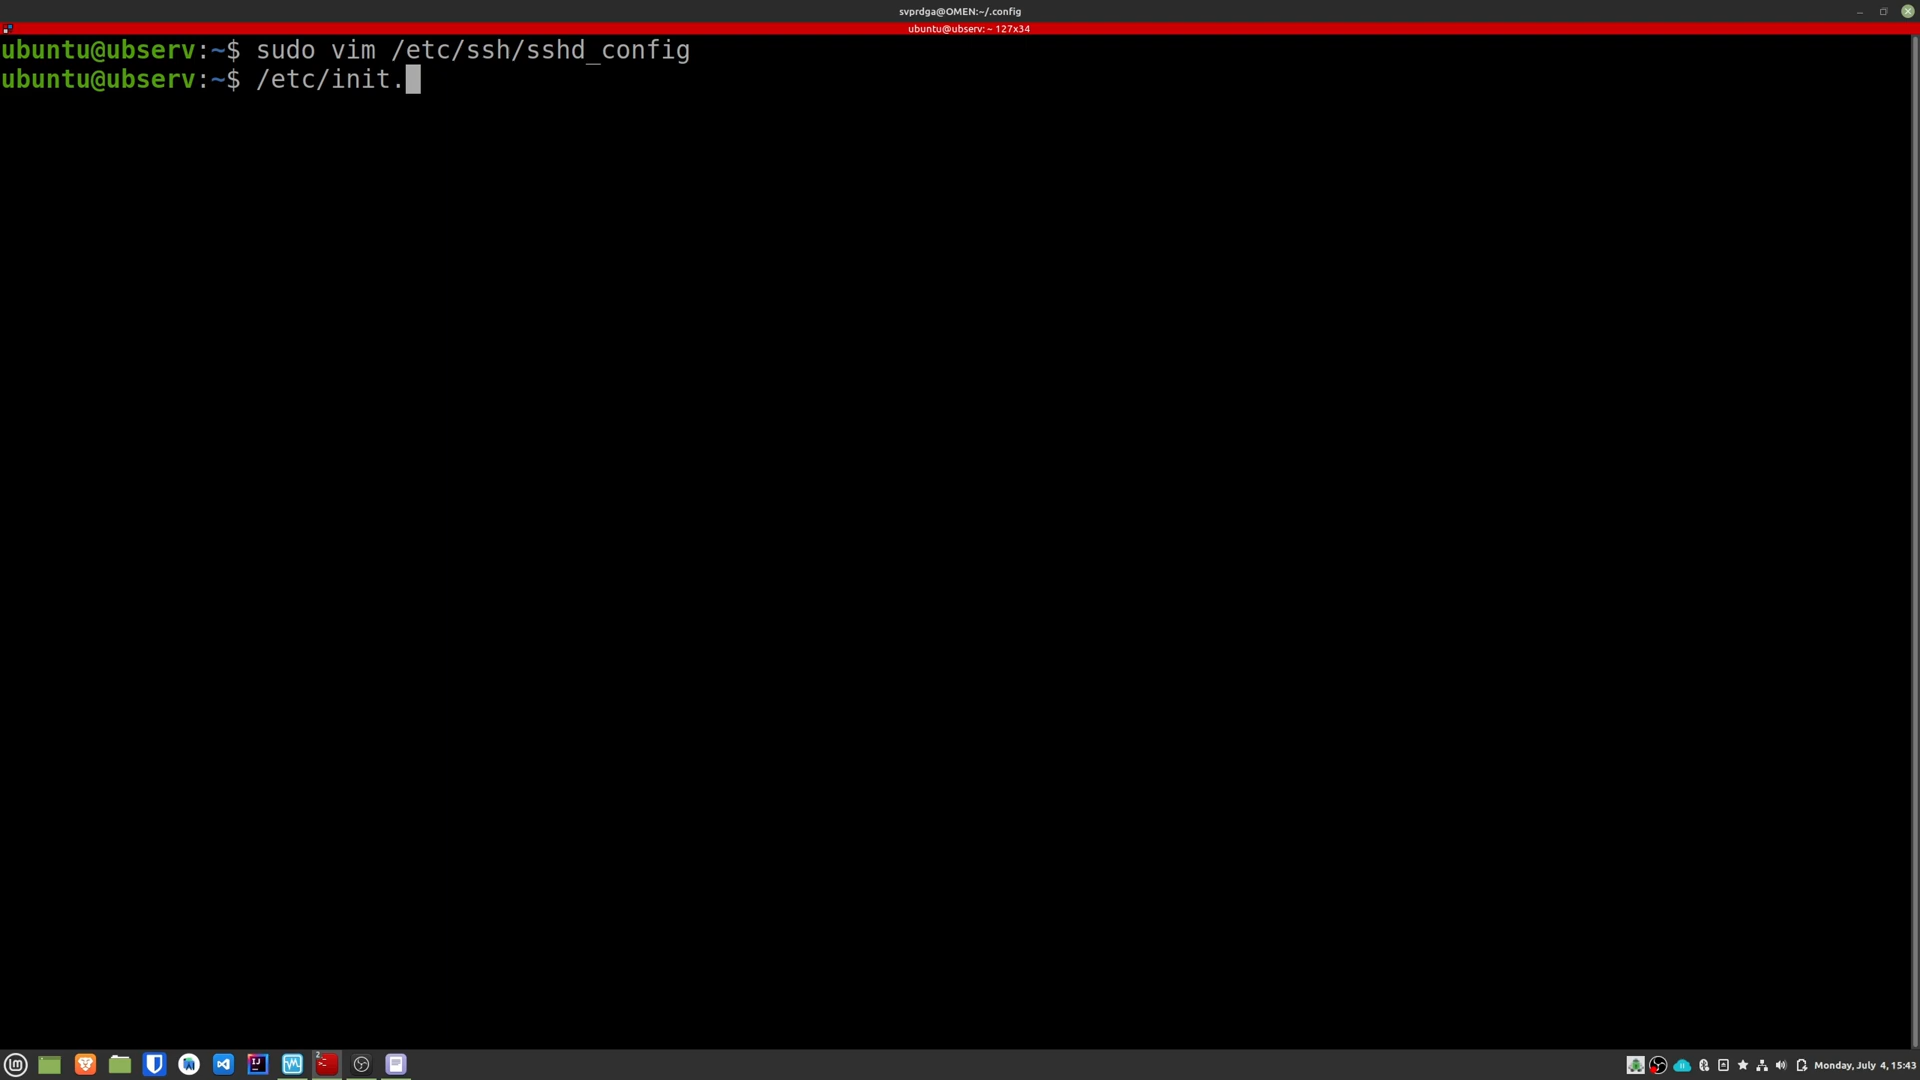 svprdga@OMEN:~/.config
ubuntu@ubserv: ~ 127x34
ubuntu@ubserv:~$ sudo vim /etc/ssh/sshd_config
ubuntu@ubserv:~$ /etc/init.
2
Monday, July 4, 15:43